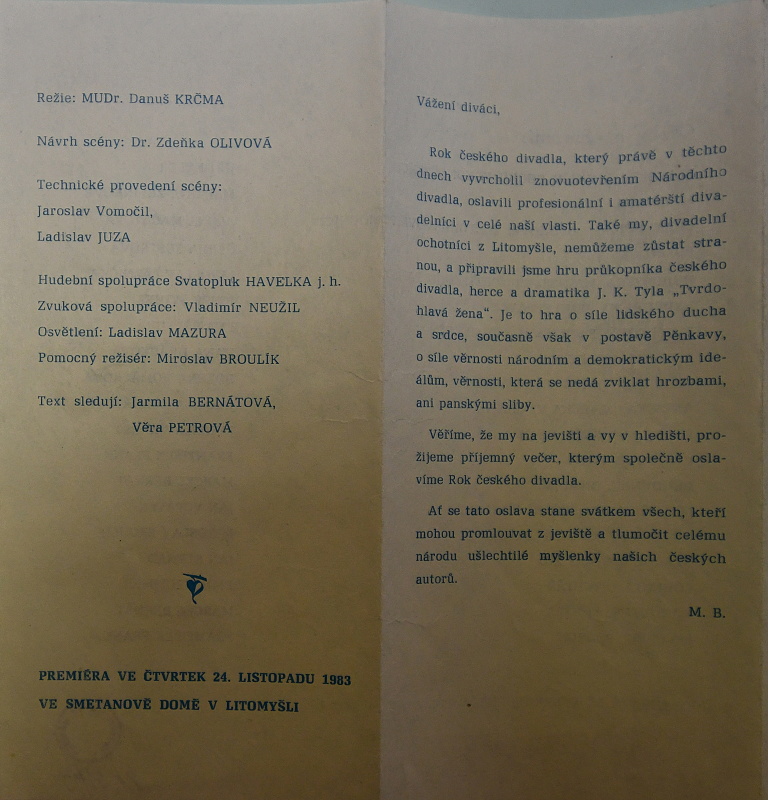 Režie: MUDr. Danuš KRČMA
Návrh scény: Dr. Zdeňka OLIVOVÁ
Technické provedení scény:
Jaroslav Vomočil,
Ladislav JUZA
Hudební spolupráce Svatopluk HAVELKA j. h.
Zvuková spolupráce: Vladimír NEUŽIL
Osvětlení: Ladislav MAZURA
Pomocný režisér: Miroslav BROULÍK
Text sledují: Jarmila BERNÁTOVÁ,
Věra PETROVÁ
PREMIÉRA VE ČTVRTEK 24. LISTOPADU 1983
VE SMETANOVĚ DOMĚ V LITOMYŠLI
Vážení diváci,
Rok českého divadla, který právě v těchto
dnech vyvrcholil znovuotevřením Národního
divadla, oslavili profesionální i amatérští diva-
delníci v celé naší vlasti. Také my, divadelní
ochotníci z Litomyšle, nemůžeme zůstat stra-
nou, a připravili jsme hru průkopníka českého
divadla, herce a dramatika J. K. Tyla „Tvrdo-
hlavá žena“. Je to hra o síle lidského ducha
a srdce, současně však v postavě Pěnkavy,
o síle věrnosti národním a demokratickým ide-
álům, věrnosti, která se nedá zviklat hrozbami,
ani panskými sliby.
Věříme, že my na jevišti a vy v hledišti, pro-
žijeme příjemný večer, kterým společně osla-
víme Rok českého divadla.
Ať se tato oslava stane svátkem všech, kteří
mohou promlouvat z jeviště a tlumočit celému
národu ušlechtilé myšlenky našich českých
autorů.
M. B.